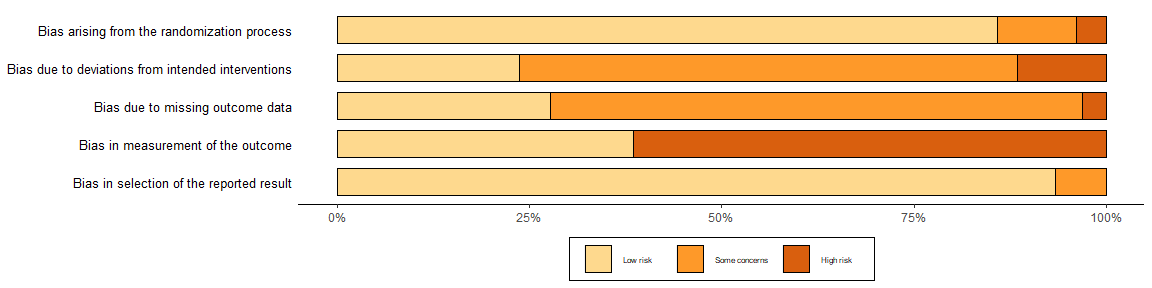 Bias arising from the randomization process
Bias due to deviations from intended interventions
Bias due to missing outcome data
Bias in measurement of the outcome
Bias in selection of the reported result
0% 25% 50% 75% 100%
Low risk Some concerns High risk